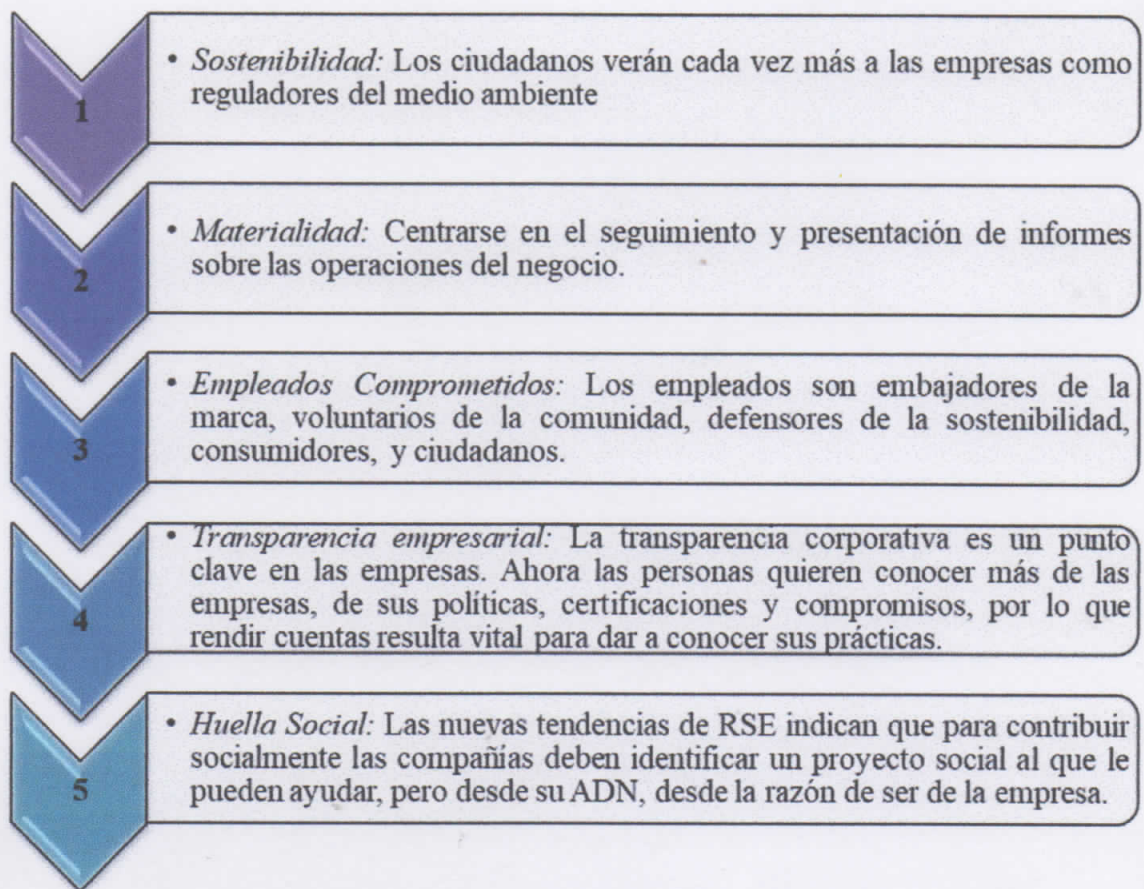 1
• Sostenibilidad: Los ciudadanos verán cada vez más a las empresas como
reguladores del medio ambiente
2
• Materialidad: Centrarse en el seguimiento y presentación de informes
sobre las operaciones del negocio.
3
• Empleados Comprometidos: Los empleados son embajadores de la
marca, voluntarios de la comunidad, defensores de la sostenibilidad,
consumidores, y ciudadanos.
4
• Transparencia empresarial: La transparencia corporativa es un punto
clave en las empresas. Ahora las personas quieren conocer más de las
empresas, de sus políticas, certificaciones y compromisos, por lo que
rendir cuentas resulta vital para dar a conocer sus prácticas.
5
• Huella Social: Las nuevas tendencias de RSE indican que para contribuir
socialmente las compañías deben identificar un proyecto social al que le
pueden ayudar, pero desde su ADN, desde la razón de ser de la empresa.